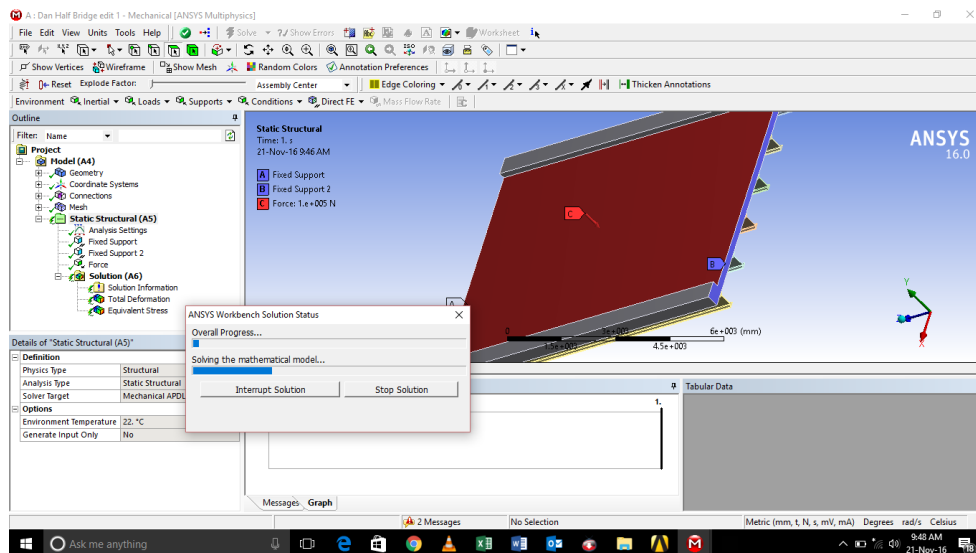 A : Dan Half Bridge edit 1 - Mechanical [ANSYS Multiphysics]
File Edit View Units Tools Help Solve ?/ Show Errors Worksheet
Show Vertices Wireframe Show Mesh Random Colors Annotation Preferences
Reset Explode Factor: Assembly Center Edge Coloring Thicken Annotations
Environment Inertial Loads Supports Conditions Direct FE Mass Flow Rate
Outline
Filter: Name
Project
Model (A4)
Geometry
Coordinate Systems
Connections
Mesh
Static Structural (A5)
Analysis Settings
Fixed Support
Fixed Support 2
Force
Solution (A6)
Solution Information
Total Deformation
Equivalent Stress
Details of "Static Structural (A5)"
Definition
Physics Type Structural
Analysis Type Static Structural
Solver Target Mechanical APDL
Options
Environment Temperature 22. °C
Generate Input Only No
Static Structural
Time: 1. s
21-Nov-16 9:46 AM
A Fixed Support
B Fixed Support 2
C Force: 1.e+005 N
ANSYS
16.0
C
B
A
Y
X
0 3e+003 6e+003 (mm)
1.5e+003 4.5e+003
ANSYS Workbench Solution Status
Overall Progress...
Solving the mathematical model...
Interrupt Solution Stop Solution
1.
Tabular Data
Messages Graph
2 Messages No Selection Metric (mm, t, N, s, mV, mA) Degrees rad/s Celsius
Ask me anything
9:48 AM
21-Nov-16
18